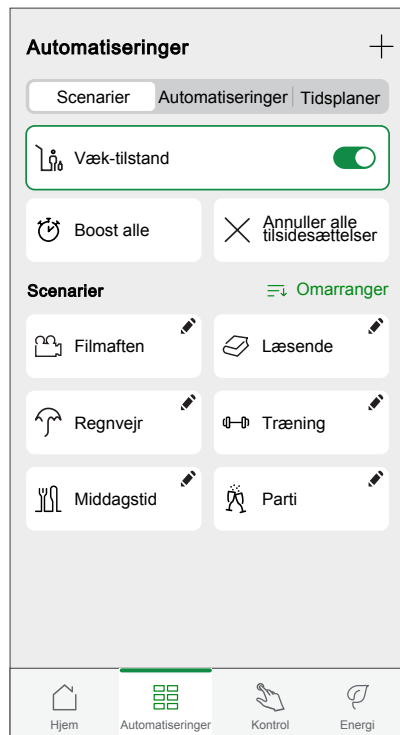 Automatiseringer
Scenarier Automatiseringer Tidsplaner
Væk-tilstand
Boost alle
Annuller alle
tilsidesættelser
Scenarier
Omarranger
Filmaften
Læsende
Regnvejr
Træning
Middagstid
Parti
Hjem Automatiseringer Kontrol Energi